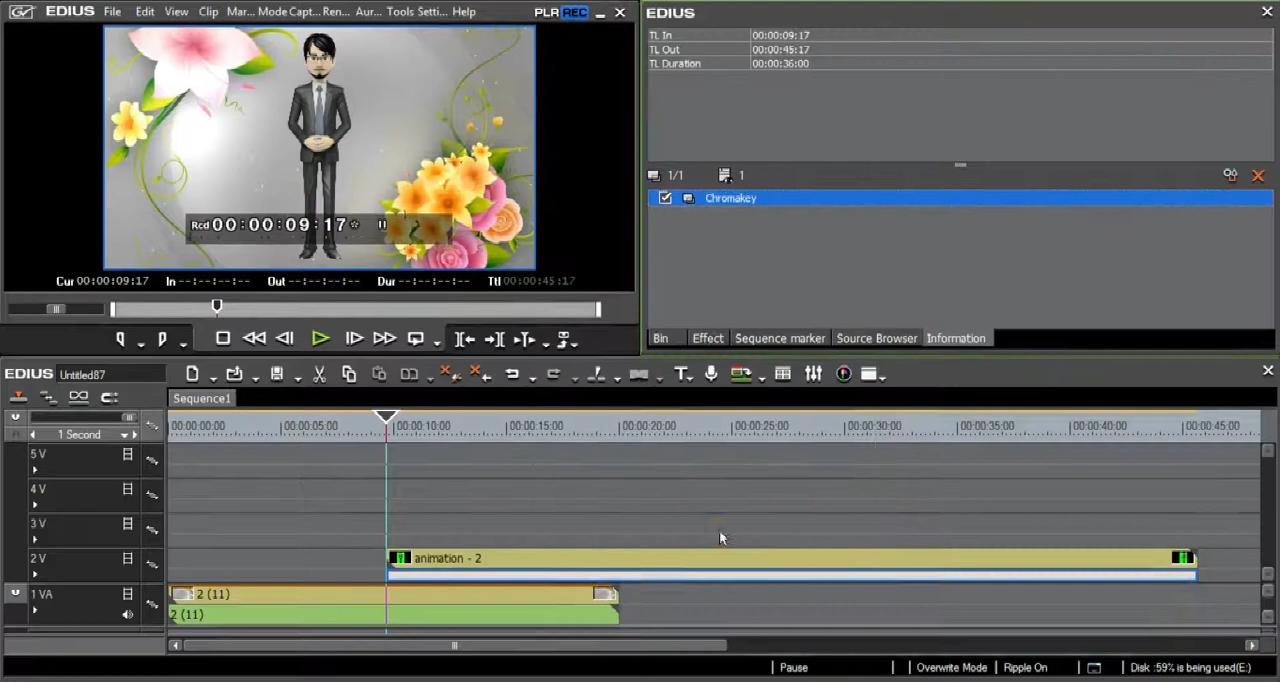 EDIUS File Edit View Clip Mar... Mode Capt... Ren... Aur... Tools Setti... Help PLR REC
EDIUS
TL In 00:00:09:17
TL Out 00:00:45:17
TL Duration 00:00:36:00
Rcd 00:00:09:17
1/1 1
Chromakey
Cur 00:00:09:17 In --:--:--:-- Out --:--:--:-- Dur --:--:--:-- Ttl 00:00:45:17
Bin Effect Sequence marker Source Browser Information
EDIUS Untitled87
Sequence1
1 Second 00:00:00:00 00:00:05:00 00:00:10:00 00:00:15:00 00:00:20:00 00:00:25:00 00:00:30:00 00:00:35:00 00:00:40:00 00:00:45:00
5 V
4 V
3 V
2 V animation - 2
1 VA 2 (11)
2 (11)
Pause Overwrite Mode Ripple On Disk :59% is being used(E:)